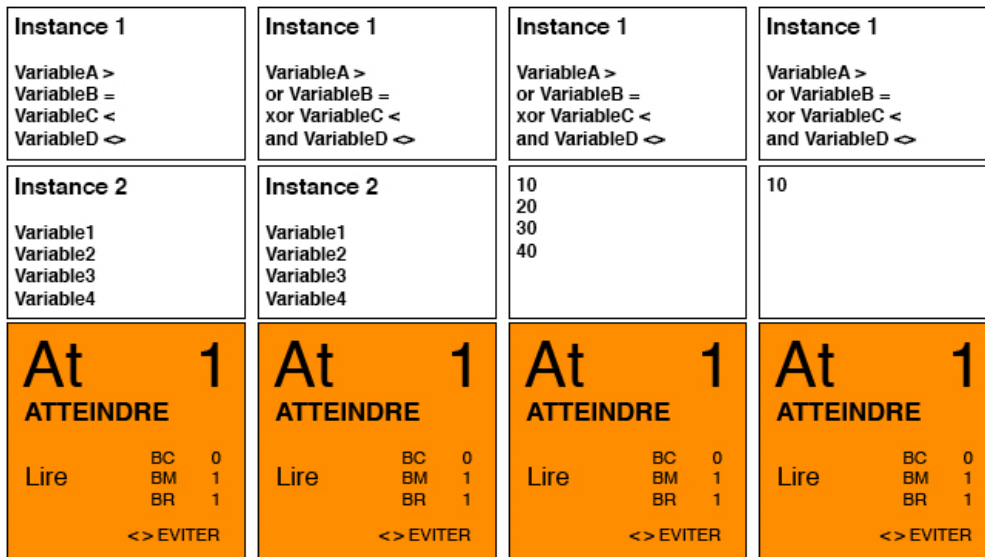 Instance 1
VariableA >
VariableB =
VariableC <
VariableD <>
Instance 1
VariableA >
or VariableB =
xor VariableC <
and VariableD <>
Instance 1
VariableA >
or VariableB =
xor VariableC <
and VariableD <>
Instance 1
VariableA >
or VariableB =
xor VariableC <
and VariableD <>
Instance 2
Variable1
Variable2
Variable3
Variable4
Instance 2
Variable1
Variable2
Variable3
Variable4
10
20
30
40
10
At 1
ATTEINDRE
Lire
BC 0
BM 1
BR 1
<> EVITER
At 1
ATTEINDRE
Lire
BC 0
BM 1
BR 1
<> EVITER
At 1
ATTEINDRE
Lire
BC 0
BM 1
BR 1
<> EVITER
At 1
ATTEINDRE
Lire
BC 0
BM 1
BR 1
<> EVITER